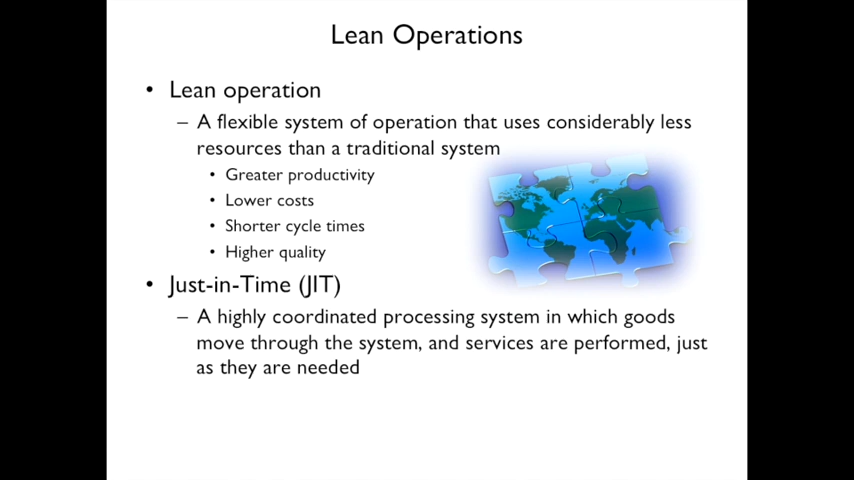 Lean Operations
• Lean operation
– A flexible system of operation that uses considerably less
resources than a traditional system
• Greater productivity
• Lower costs
• Shorter cycle times
• Higher quality
• Just-in-Time (JIT)
– A highly coordinated processing system in which goods
move through the system, and services are performed, just
as they are needed